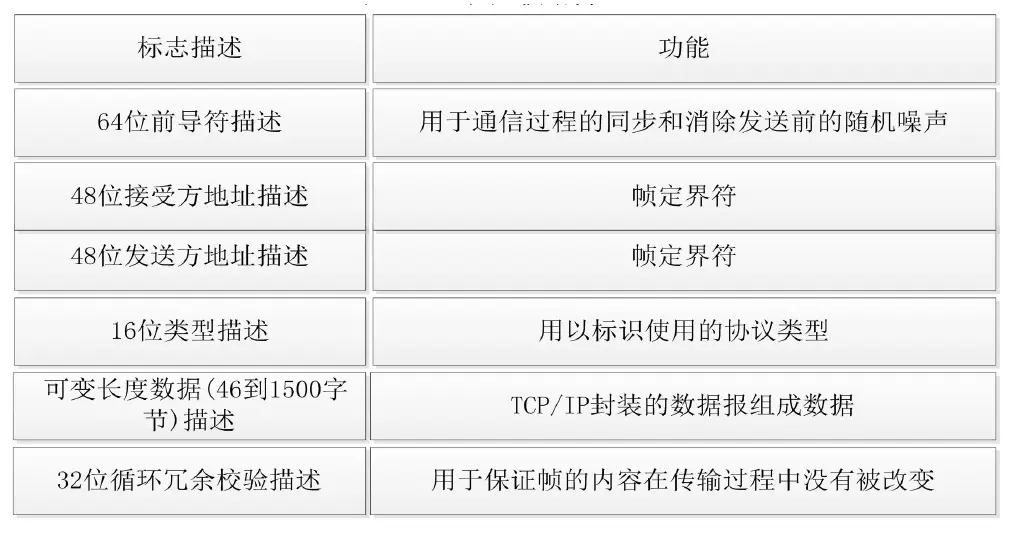 标志描述
功能
64位前导符描述
用于通信过程的同步和消除发送前的随机噪声
48位接受方地址描述
帧定界符
48位发送方地址描述
帧定界符
16位类型描述
用以标识使用的协议类型
可变长度数据(46到1500字
节)描述
TCP/IP封装的数据报组成数据
32位循环冗余校验描述
用于保证帧的内容在传输过程中没有被改变